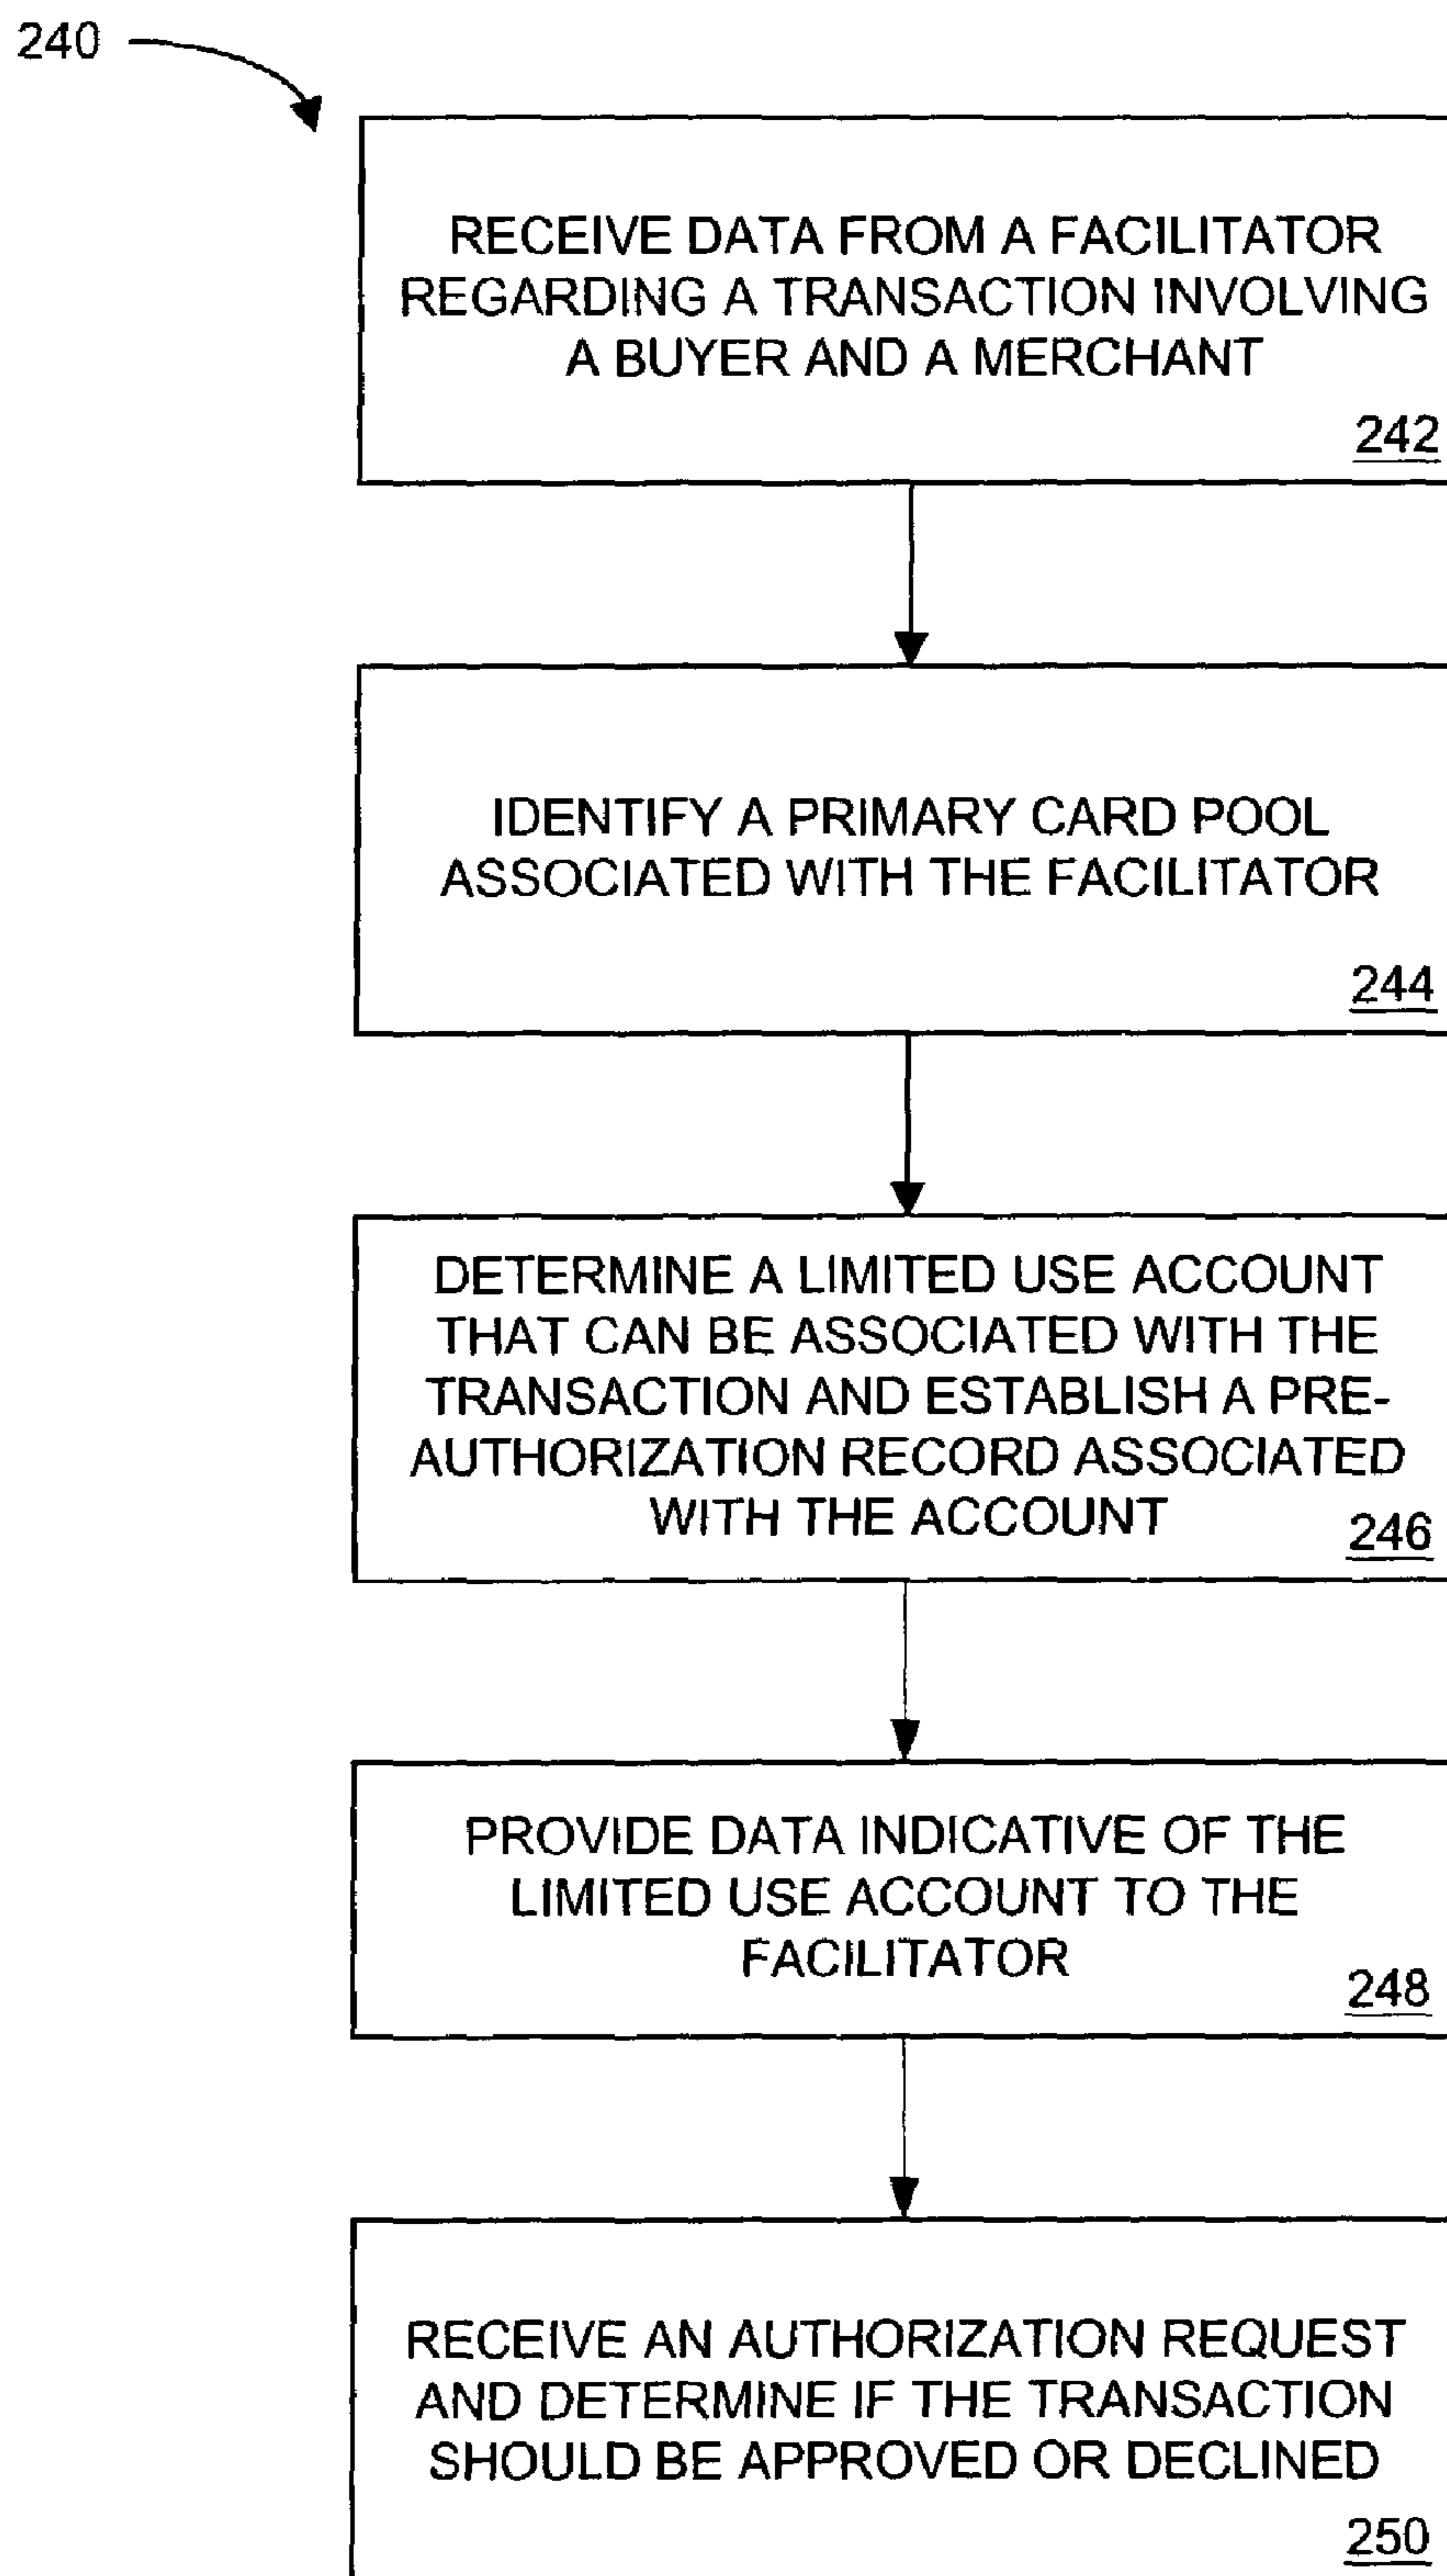 240
RECEIVE DATA FROM A FACILITATOR
REGARDING A TRANSACTION INVOLVING
A BUYER AND A MERCHANT
242
IDENTIFY A PRIMARY CARD POOL
ASSOCIATED WITH THE FACILITATOR
244
DETERMINE A LIMITED USE ACCOUNT
THAT CAN BE ASSOCIATED WITH THE
TRANSACTION AND ESTABLISH A PRE-
AUTHORIZATION RECORD ASSOCIATED
WITH THE ACCOUNT
246
PROVIDE DATA INDICATIVE OF THE
LIMITED USE ACCOUNT TO THE
FACILITATOR
248
RECEIVE AN AUTHORIZATION REQUEST
AND DETERMINE IF THE TRANSACTION
SHOULD BE APPROVED OR DECLINED
250